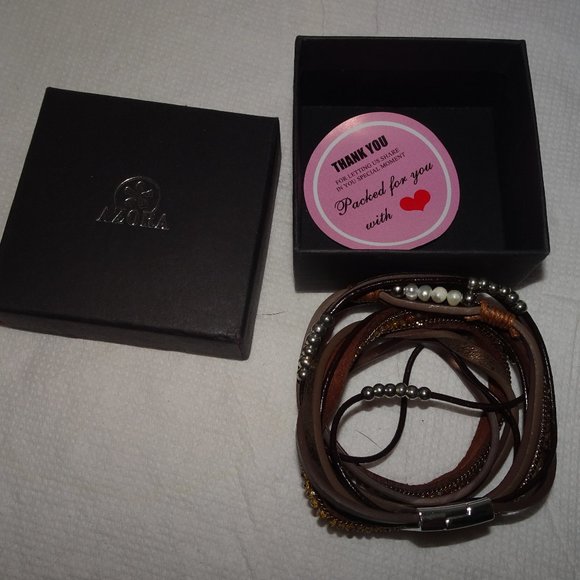 AZORA
THANK YOU
FOR LETTING US SHARE
IN YOU SPECIAL MOMENT
Packed for you
with